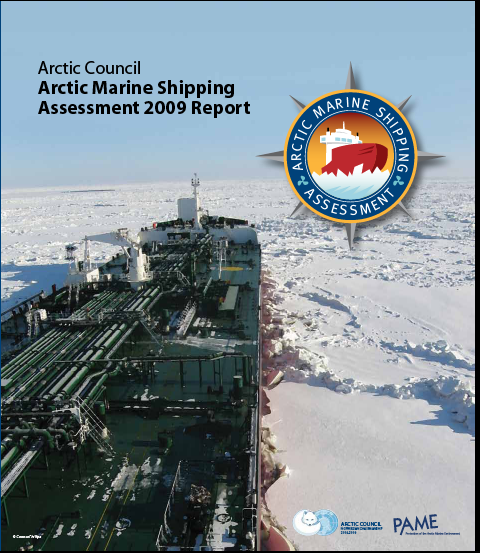 Arctic Council
Arctic Marine Shipping
Assessment 2009 Report
ARCTIC MARINE SHIPPING
ASSESSMENT
ARCTIC COUNCIL
PAME